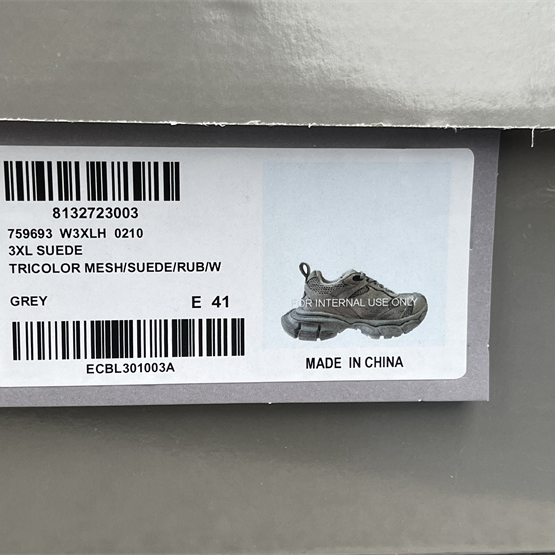 8132723003
759693 W3XLH 0210
3XL SUEDE
TRICOLOR MESH/SUEDE/RUB/W
GREY E 41
ECBL301003A
FOR INTERNAL USE ONLY
MADE IN CHINA